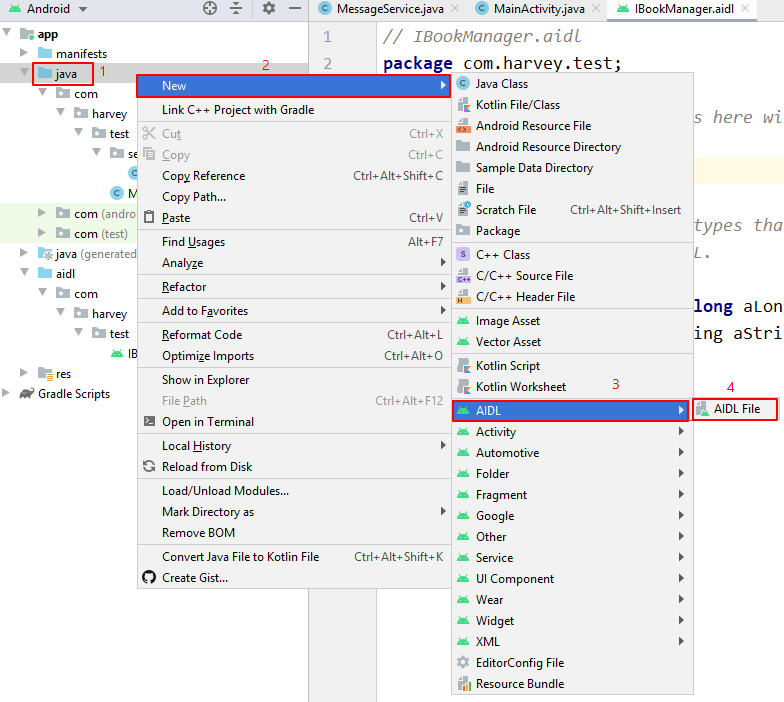 Android
MessageService.java
MainActivity.java
IBookManager.aidl
app
manifests
java
1
com
harvey
test
com (andro
com (test)
java (generated
aidl
com
harvey
test
res
Gradle Scripts
1
// IBookManager.aidl
2
package com.harvey.test;
s here wi
types tha
L.
long aLon
ing aStri
2
New
Link C++ Project with Gradle
Cut Ctrl+X
Copy Ctrl+C
Copy Reference Ctrl+Alt+Shift+C
Copy Path...
Paste Ctrl+V
Find Usages Alt+F7
Analyze
Refactor
Add to Favorites
Reformat Code Ctrl+Alt+L
Optimize Imports Ctrl+Alt+O
Show in Explorer
File Path Ctrl+Alt+F12
Open in Terminal
Local History
Reload from Disk
Load/Unload Modules...
Mark Directory as
Remove BOM
Convert Java File to Kotlin File Ctrl+Alt+Shift+K
Create Gist...
Java Class
Kotlin File/Class
Android Resource File
Android Resource Directory
Sample Data Directory
File
Scratch File Ctrl+Alt+Shift+Insert
Package
C++ Class
C/C++ Source File
C/C++ Header File
Image Asset
Vector Asset
Kotlin Script
Kotlin Worksheet
3
AIDL
Activity
Automotive
Folder
Fragment
Google
Other
Service
UI Component
Wear
Widget
XML
EditorConfig File
Resource Bundle
4
AIDL File